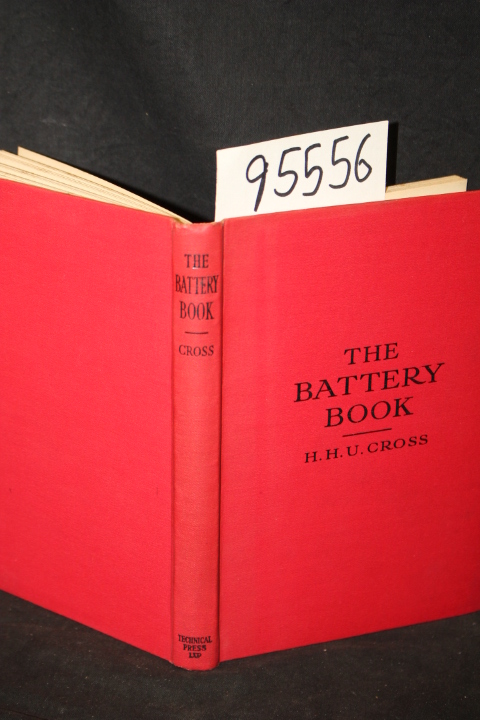 95556
THE
BATTERY
BOOK
CROSS
TECHNICAL
PRESS
LTD
THE
BATTERY
BOOK
H.H.U. CROSS